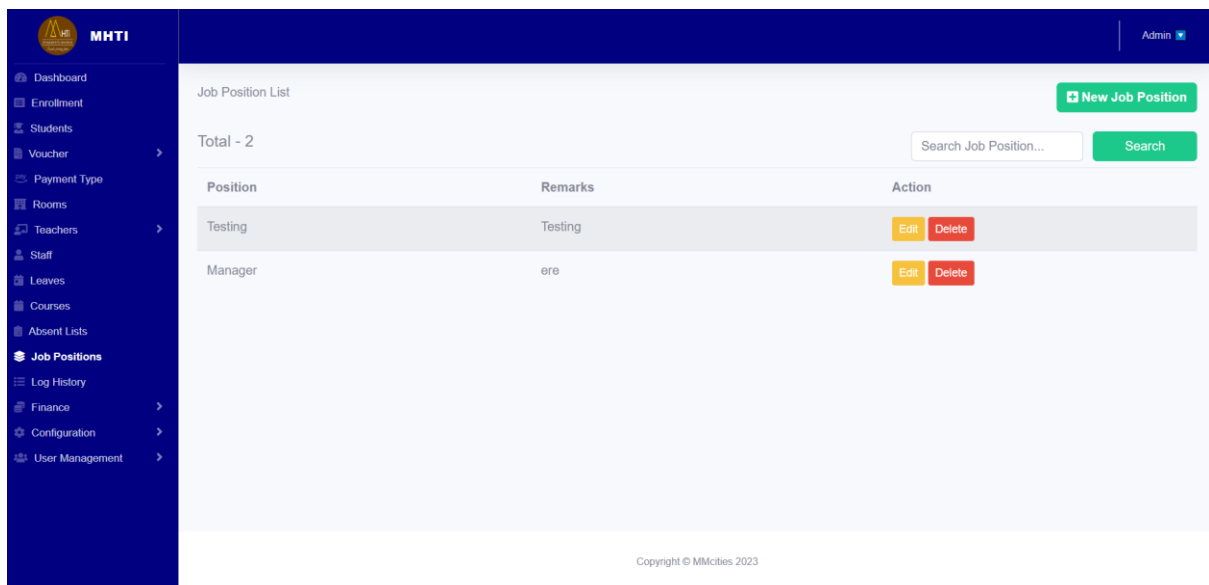 MHTI
MHTI
Admin
Dashboard
Enrollment
Students
Voucher
Payment Type
Rooms
Teachers
Staff
Leaves
Courses
Absent Lists
Job Positions
Log History
Finance
Configuration
User Management
Job Position List
New Job Position
Total - 2
Search Job Position...
Search
Position Remarks Action
Testing Testing Edit Delete
Manager ere Edit Delete
Copyright © MMcities 2023